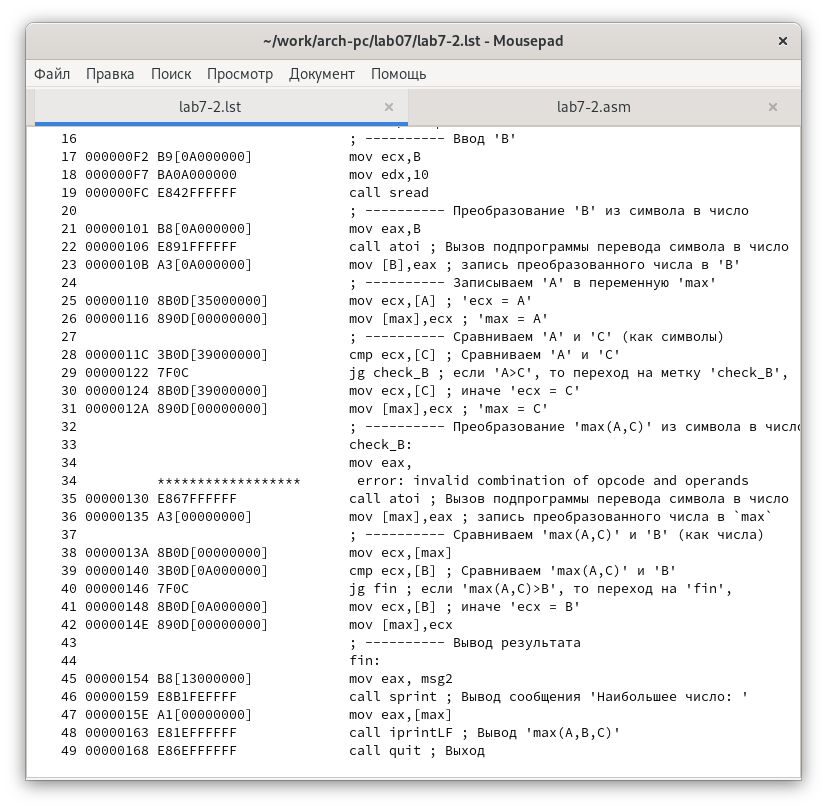 ~/work/arch-pc/lab07/lab7-2.lst - Mousepad ×
Файл Правка Поиск Просмотр Документ Помощь
lab7-2.lst × lab7-2.asm ×
16 ; ---------- Ввод 'B'
17 000000F2 B9[0A000000] mov ecx,B
18 000000F7 BA0A000000 mov edx,10
19 000000FC E842FFFFFF call sread
20 ; ---------- Преобразование 'B' из символа в число
21 00000101 B8[0A000000] mov eax,B
22 00000106 E891FFFFFF call atoi ; Вызов подпрограммы перевода символа в число
23 0000010B A3[0A000000] mov [B],eax ; запись преобразованного числа в 'B'
24 ; ---------- Записываем 'A' в переменную 'max'
25 00000110 8B0D[35000000] mov ecx,[A] ; 'ecx = A'
26 00000116 890D[00000000] mov [max],ecx ; 'max = A'
27 ; ---------- Сравниваем 'A' и 'C' (как символы)
28 0000011C 3B0D[39000000] cmp ecx,[C] ; Сравниваем 'A' и 'C'
29 00000122 7F0C jg check_B ; если 'A>C', то переход на метку 'check_B',
30 00000124 8B0D[39000000] mov ecx,[C] ; иначе 'ecx = C'
31 0000012A 890D[00000000] mov [max],ecx ; 'max = C'
32 ; ---------- Преобразование 'max(A,C)' из символа в число
33 check_B:
34 mov eax,
34 ****************** error: invalid combination of opcode and operands
35 00000130 E867FFFFFF call atoi ; Вызов подпрограммы перевода символа в число
36 00000135 A3[00000000] mov [max],eax ; запись преобразованного числа в `max`
37 ; ---------- Сравниваем 'max(A,C)' и 'B' (как числа)
38 0000013A 8B0D[00000000] mov ecx,[max]
39 00000140 3B0D[0A000000] cmp ecx,[B] ; Сравниваем 'max(A,C)' и 'B'
40 00000146 7F0C jg fin ; если 'max(A,C)>B', то переход на 'fin',
41 00000148 8B0D[0A000000] mov ecx,[B] ; иначе 'ecx = B'
42 0000014E 890D[00000000] mov [max],ecx
43 ; ---------- Вывод результата
44 fin:
45 00000154 B8[13000000] mov eax, msg2
46 00000159 E8B1FEFFFF call sprint ; Вывод сообщения 'Наибольшее число: '
47 0000015E A1[00000000] mov eax,[max]
48 00000163 E81EFFFFFF call iprintLF ; Вывод 'max(A,B,C)'
49 00000168 E86EFFFFFF call quit ; Выход